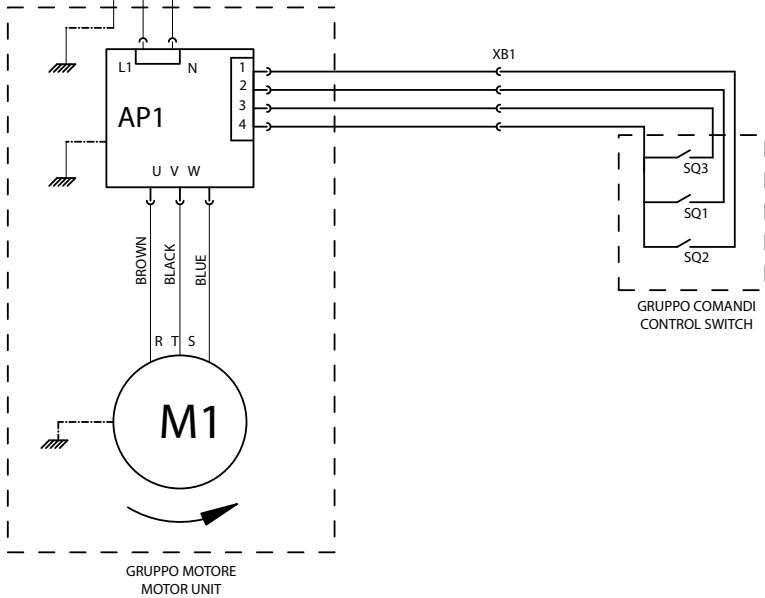 XB1
L1 N
1
2
3
4
AP1
U V W
SQ3
SQ1
SQ2
BROWN
BLACK
BLUE
GRUPPO COMANDI
CONTROL SWITCH
R T S
M1
GRUPPO MOTORE
MOTOR UNIT